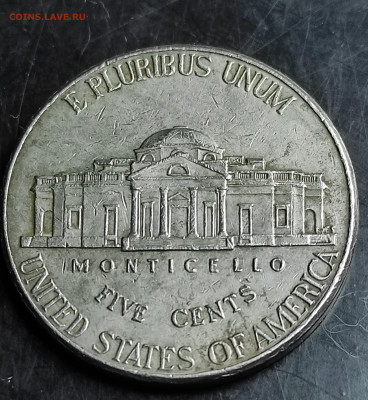 COINS.LAVE.RU
E PLURIBUS UNUM
MONTICELLO
FIVE CENTS
UNITED STATES OF AMERICA